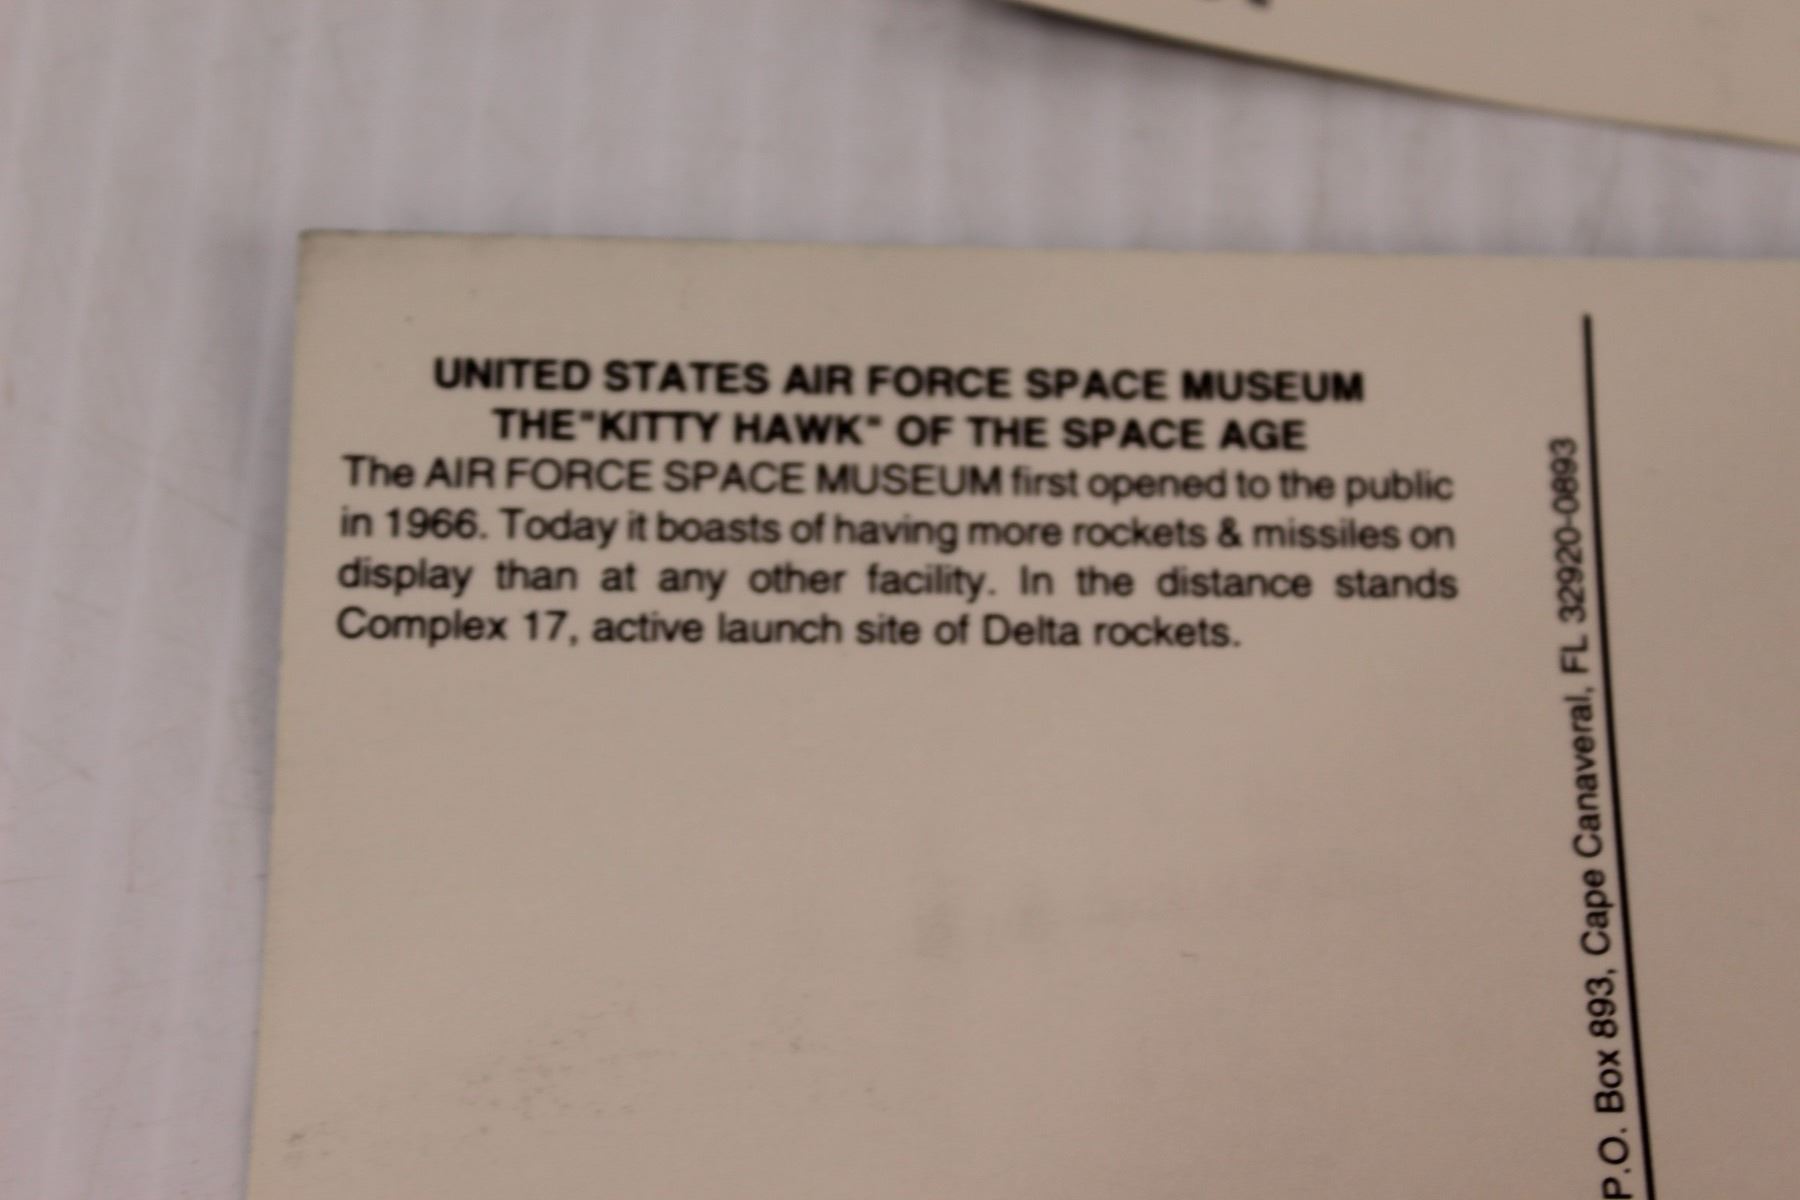 UNITED STATES AIR FORCE SPACE MUSEUM
THE"KITTY HAWK" OF THE SPACE AGE
The AIR FORCE SPACE MUSEUM first opened to the public
in 1966. Today it boasts of having more rockets & missiles on
display than at any other facility. In the distance stands
Complex 17, active launch site of Delta rockets.
P.O. Box 893, Cape Canaveral, FL 32920-0893